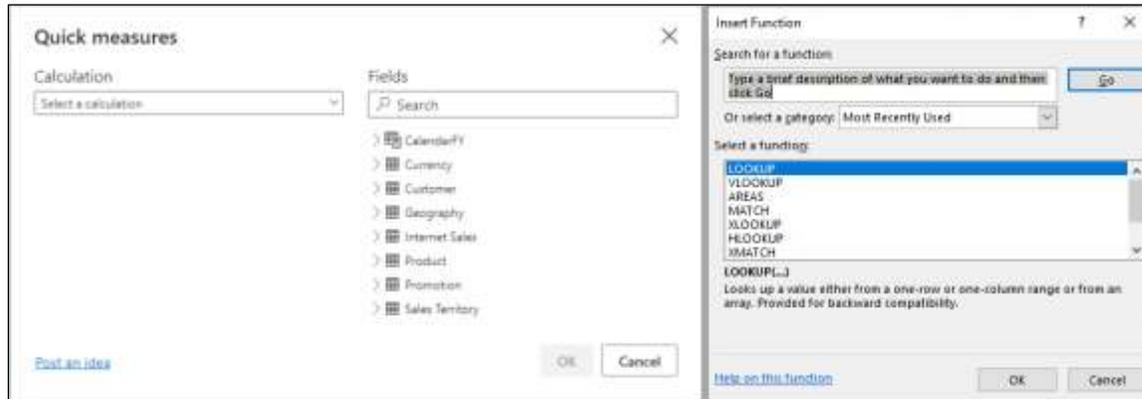 Quick measures
Calculation
Select a calculation
Fields
Search
CalendarFY
Currency
Customer
Geography
Internet Sales
Product
Promotion
Sales Territory
Post an idea
OK
Cancel
Insert Function
?
Search for a function:
Type a brief description of what you want to do and then
click Go
Go
Or select a category: Most Recently Used
Select a function:
LOOKUP
VLOOKUP
AREAS
MATCH
XLOOKUP
HLOOKUP
XMATCH
LOOKUP(...)
Looks up a value either from a one-row or one-column range or from an
array. Provided for backward compatibility.
Help on this function
OK
Cancel